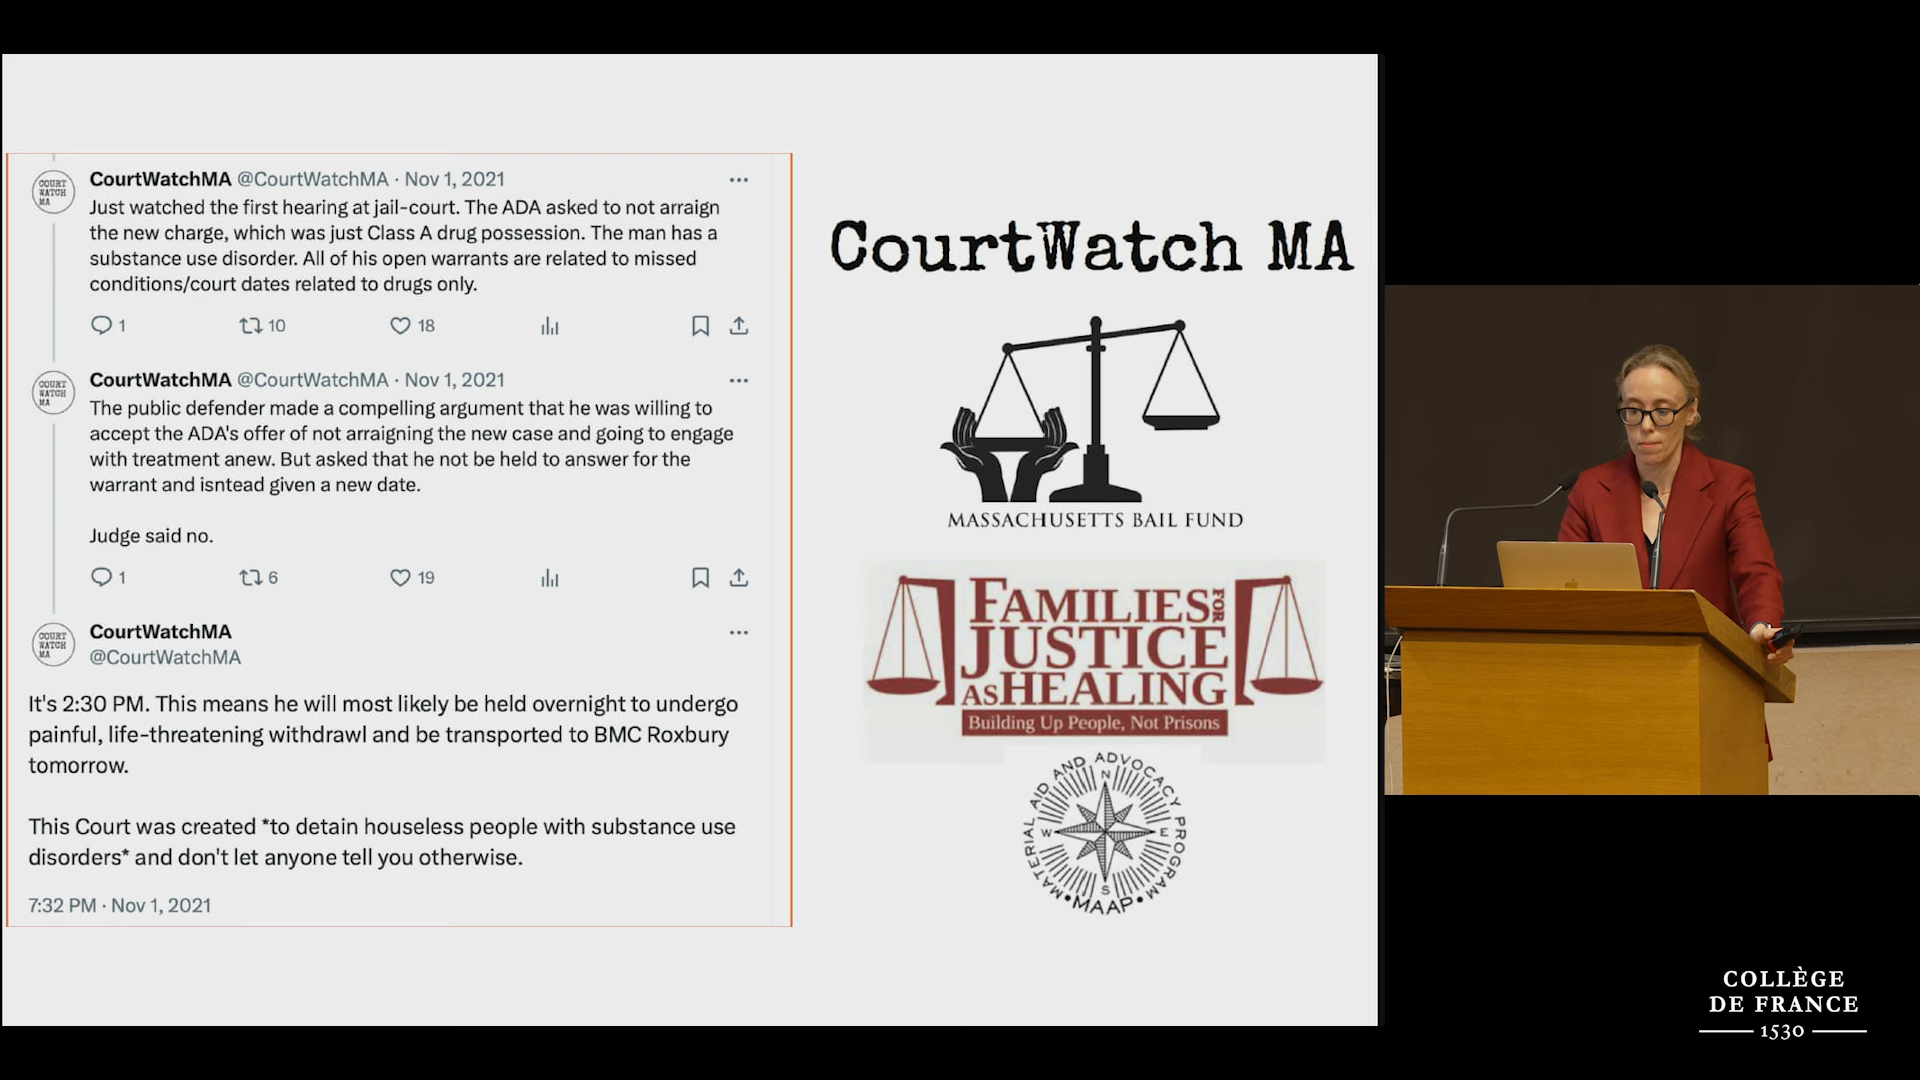 CourtWatchMA @CourtWatchMA · Nov 1, 2021
Just watched the first hearing at jail-court. The ADA asked to not arraign
the new charge, which was just Class A drug possession. The man has a
substance use disorder. All of his open warrants are related to missed
conditions/court dates related to drugs only.
1 10 18
CourtWatchMA @CourtWatchMA · Nov 1, 2021
The public defender made a compelling argument that he was willing to
accept the ADA's offer of not arraigning the new case and going to engage
with treatment anew. But asked that he not be held to answer for the
warrant and isntead given a new date.
Judge said no.
1 6 19
CourtWatchMA
@CourtWatchMA
It's 2:30 PM. This means he will most likely be held overnight to undergo
painful, life-threatening withdrawl and be transported to BMC Roxbury
tomorrow.
This Court was created *to detain houseless people with substance use
disorders* and don't let anyone tell you otherwise.
7:32 PM · Nov 1, 2021
COURT
WATCH
MA
COURT
WATCH
MA
COURT
WATCH
MA
CourtWatch MA
MASSACHUSETTS BAIL FUND
FAMILIES FOR
JUSTICE
AS HEALING
Building Up People, Not Prisons
MATERIAL AID AND ADVOCACY PROGRAM
N
W E
S
•MAAP•
COLLÈGE
DE FRANCE
1530